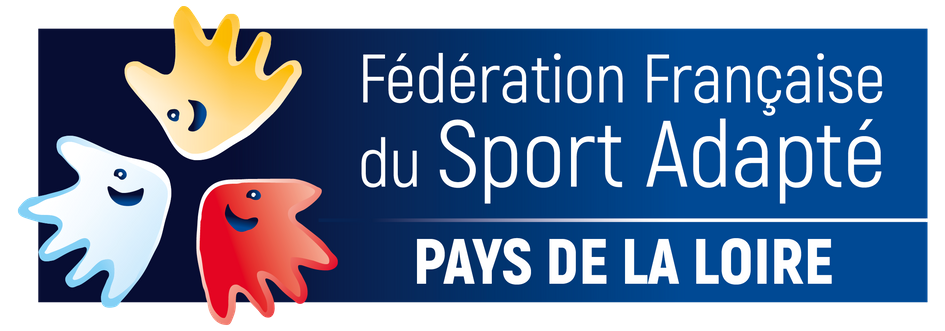 Fédération Française
du Sport Adapté
PAYS DE LA LOIRE